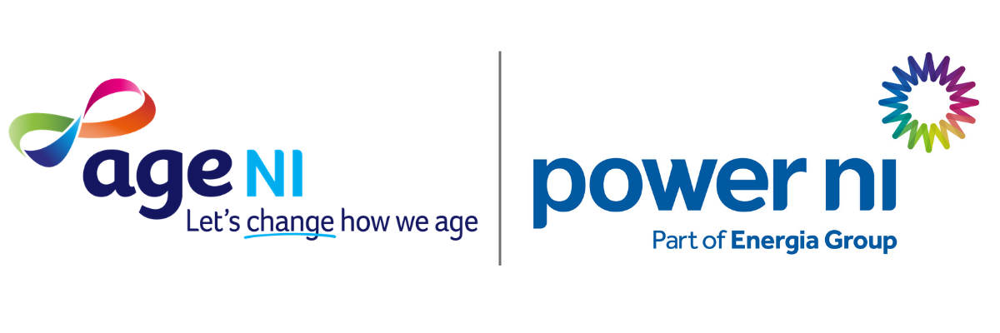 age NI
Let's change how we age
power ni
Part of Energia Group